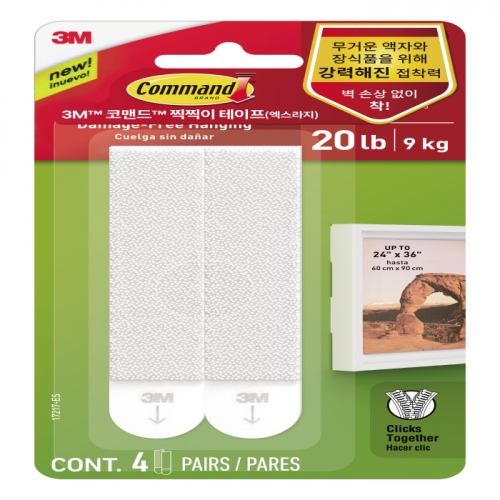 3M
new!
¡nuevo!
Command
BRAND
무거운 액자와
장식품을 위해
강력해진 접착력
벽 손상 없이
착!
3M™ 코맨드™ 찍찍이 테이프(엑스라지)
Damage-Free Hanging
Cuelga sin dañar
20 lb | 9 kg
UP TO
24" x 36"
hasta
60 cm x 90 cm
17217-ES
3M
3M
Clicks
Together
Hacer clic
CONT. 4 PAIRS / PARES